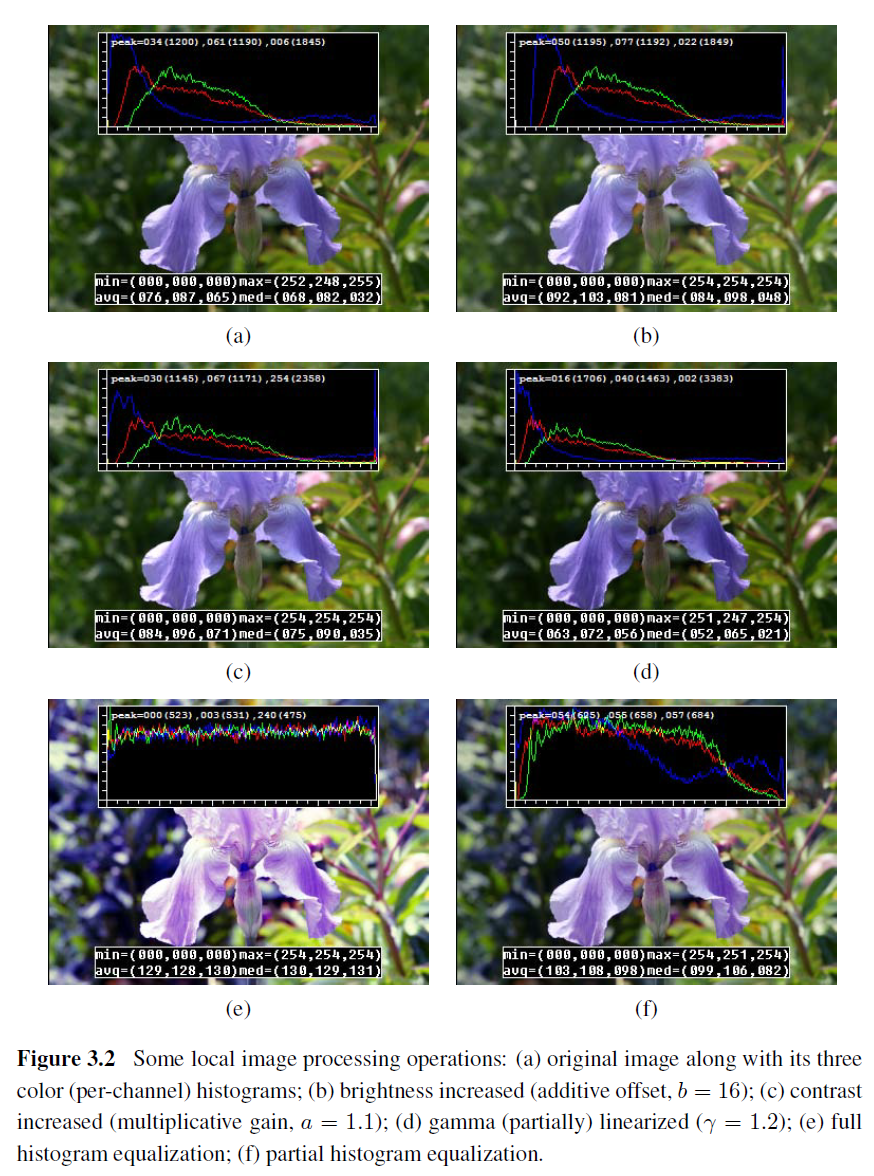 peak=034(1200),061(1190),006(1845)
min=(000,000,000)max=(252,248,255)
avg=(076,087,065)med=(068,082,032)
(a)
peak=050(1195),077(1192),022(1849)
min=(000,000,000)max=(254,254,254)
avg=(092,103,081)med=(084,098,048)
(b)
peak=030(1145),067(1171),254(2358)
min=(000,000,000)max=(254,254,254)
avg=(084,096,071)med=(075,090,035)
(c)
peak=016(1706),040(1463),002(3383)
min=(000,000,000)max=(251,247,254)
avg=(063,072,056)med=(052,065,021)
(d)
peak=000(523),003(531),240(475)
min=(000,000,000)max=(254,254,254)
avg=(129,128,130)med=(130,129,131)
(e)
,055(658),057(684)
min=(000,000,000)max=(254,251,254)
avg=(103,108,098)med=(099,106,082)
(f)
Figure 3.2 Some local image processing operations: (a) original image along with its three
color (per-channel) histograms; (b) brightness increased (additive offset, b = 16); (c) contrast
increased (multiplicative gain, a = 1.1); (d) gamma (partially) linearized (γ = 1.2); (e) full
histogram equalization; (f) partial histogram equalization.